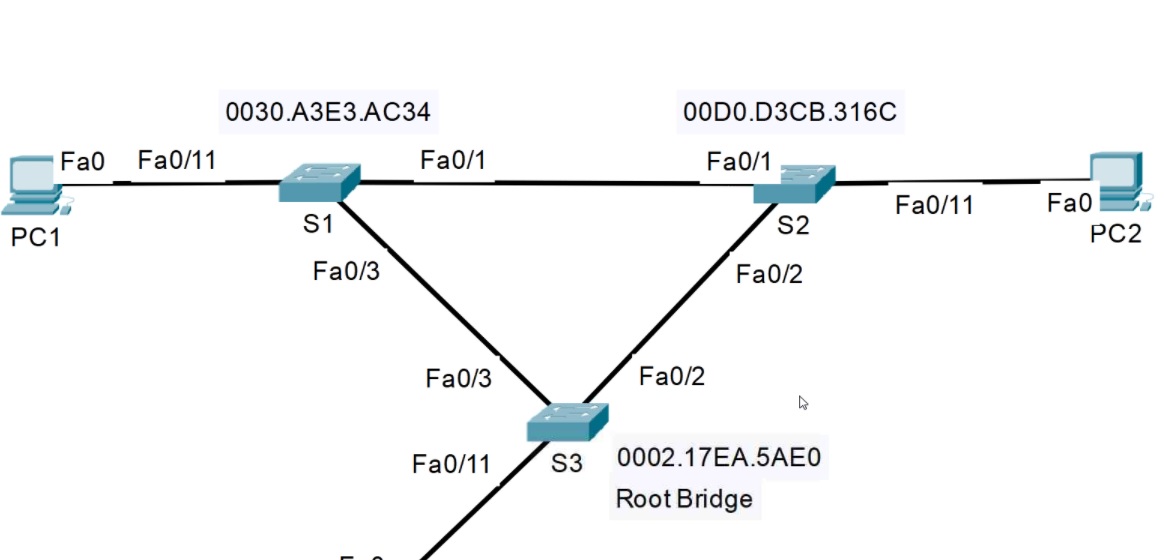 0030.A3E3.AC34
00D0.D3CB.316C
Fa0
Fa0/11
Fa0/1
Fa0/1
Fa0/11
Fa0
PC1
S1
S2
PC2
Fa0/3
Fa0/2
Fa0/3
Fa0/2
Fa0/11
S3
0002.17EA.5AE0
Root Bridge